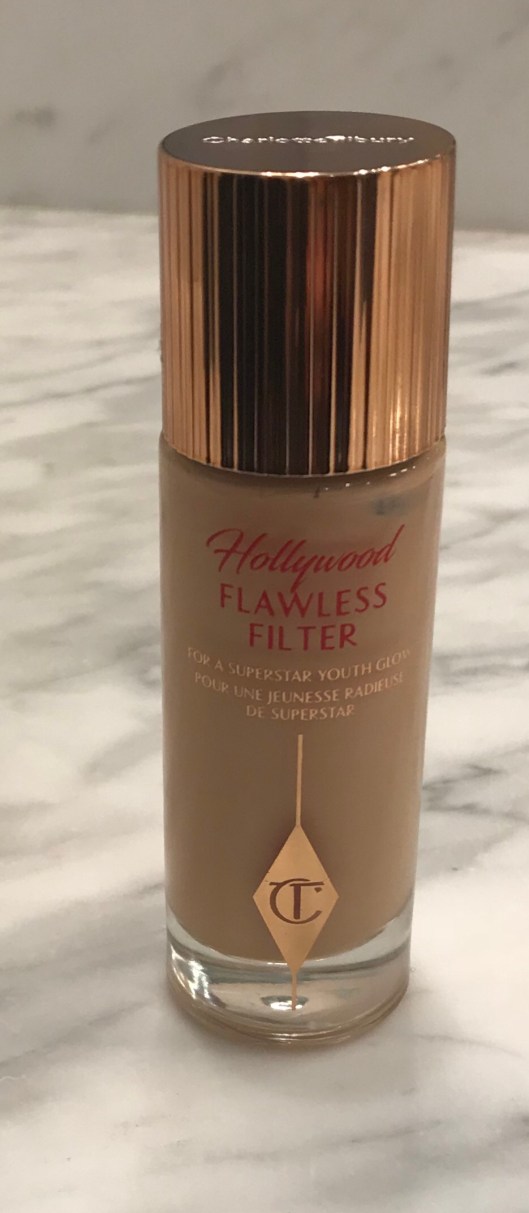 Charlotte Tilbury
Hollywood
FLAWLESS
FILTER
FOR A SUPERSTAR YOUTH GLOW
POUR UNE JEUNESSE RADIEUSE
DE SUPERSTAR
CT